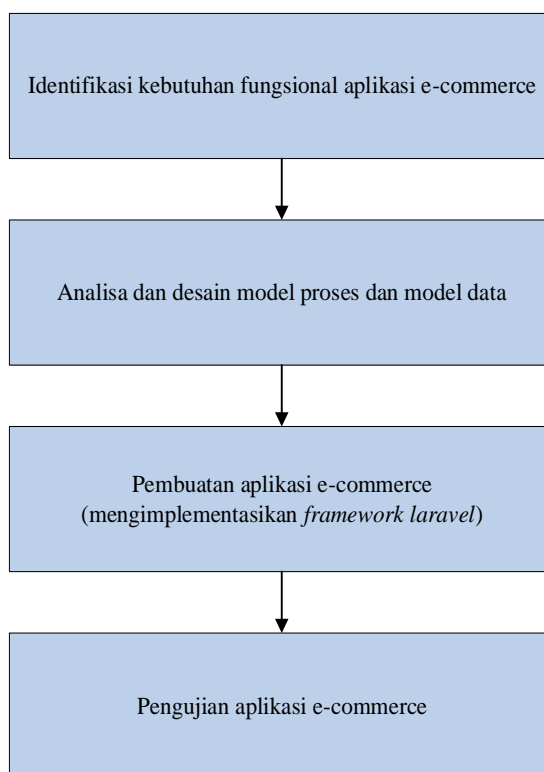 Identifikasi kebutuhan fungsional aplikasi e-commerce
Analisa dan desain model proses dan model data
Pembuatan aplikasi e-commerce
(mengimplementasikan framework laravel)
Pengujian aplikasi e-commerce